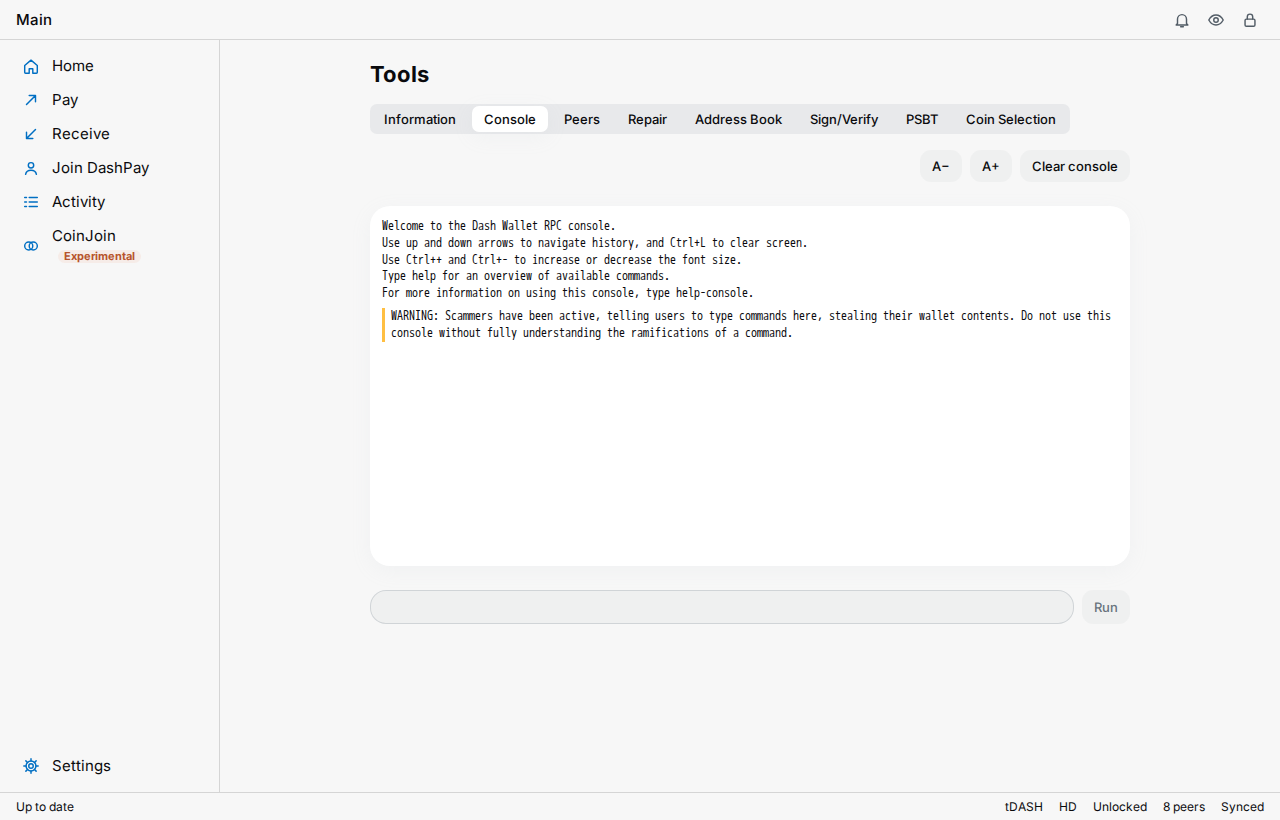 Main
Home
Pay
Receive
Join DashPay
Activity
CoinJoin
Experimental
Settings
Tools
Information Console Peers Repair Address Book Sign/Verify PSBT Coin Selection
A− A+ Clear console
Welcome to the Dash Wallet RPC console.
Use up and down arrows to navigate history, and Ctrl+L to clear screen.
Use Ctrl++ and Ctrl+- to increase or decrease the font size.
Type help for an overview of available commands.
For more information on using this console, type help-console.
WARNING: Scammers have been active, telling users to type commands here, stealing their wallet contents. Do not use this
console without fully understanding the ramifications of a command.
Run
Up to date
tDASH HD Unlocked 8 peers Synced